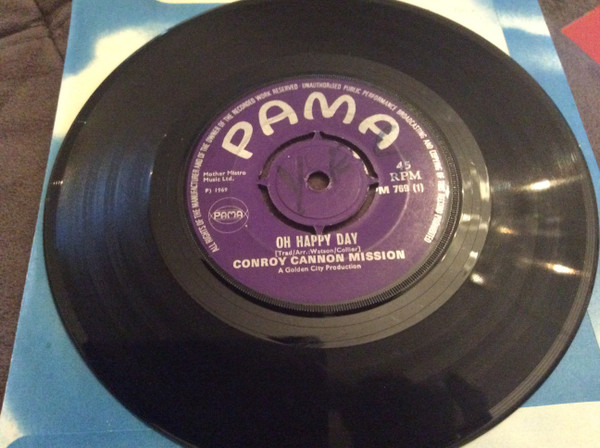 ALL RIGHTS OF THE MANUFACTURER AND OF THE OWNER OF THE RECORDED WORK RESERVED · UNAUTHORISED PUBLIC PERFORMANCE BROADCASTING AND COPYING OF THIS RECORD PROHIBITED
PAMA
Mother Mistro
Music Ltd.
45
RPM
P) 1969
PM 760 (1)
PAMA
OH HAPPY DAY
[Trad/Arr.:Watson/Collier]
CONROY CANNON MISSION
A Golden City Production